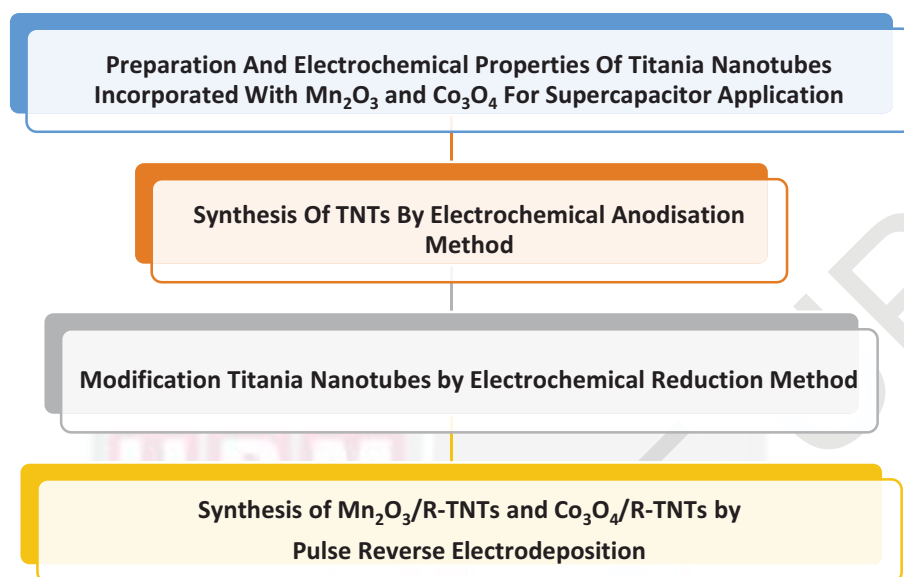 Preparation And Electrochemical Properties Of Titania Nanotubes
Incorporated With Mn₂O₃ and Co₃O₄ For Supercapacitor Application
Synthesis Of TNTs By Electrochemical Anodisation
Method
Modification Titania Nanotubes by Electrochemical Reduction Method
Synthesis of Mn₂O₃/R-TNTs and Co₃O₄/R-TNTs by
Pulse Reverse Electrodeposition